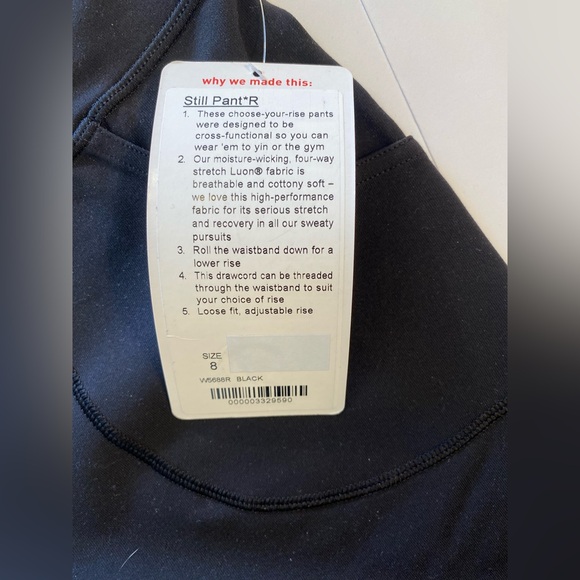 why we made this:
Still Pant*R
1. These choose-your-rise pants
were designed to be
cross-functional so you can
wear 'em to yin or the gym
2. Our moisture-wicking, four-way
stretch Luon® fabric is
breathable and cottony soft –
we love this high-performance
fabric for its serious stretch
and recovery in all our sweaty
pursuits
3. Roll the waistband down for a
lower rise
4. This drawcord can be threaded
through the waistband to suit
your choice of rise
5. Loose fit, adjustable rise
SIZE
8
W5688R BLACK
000003329590